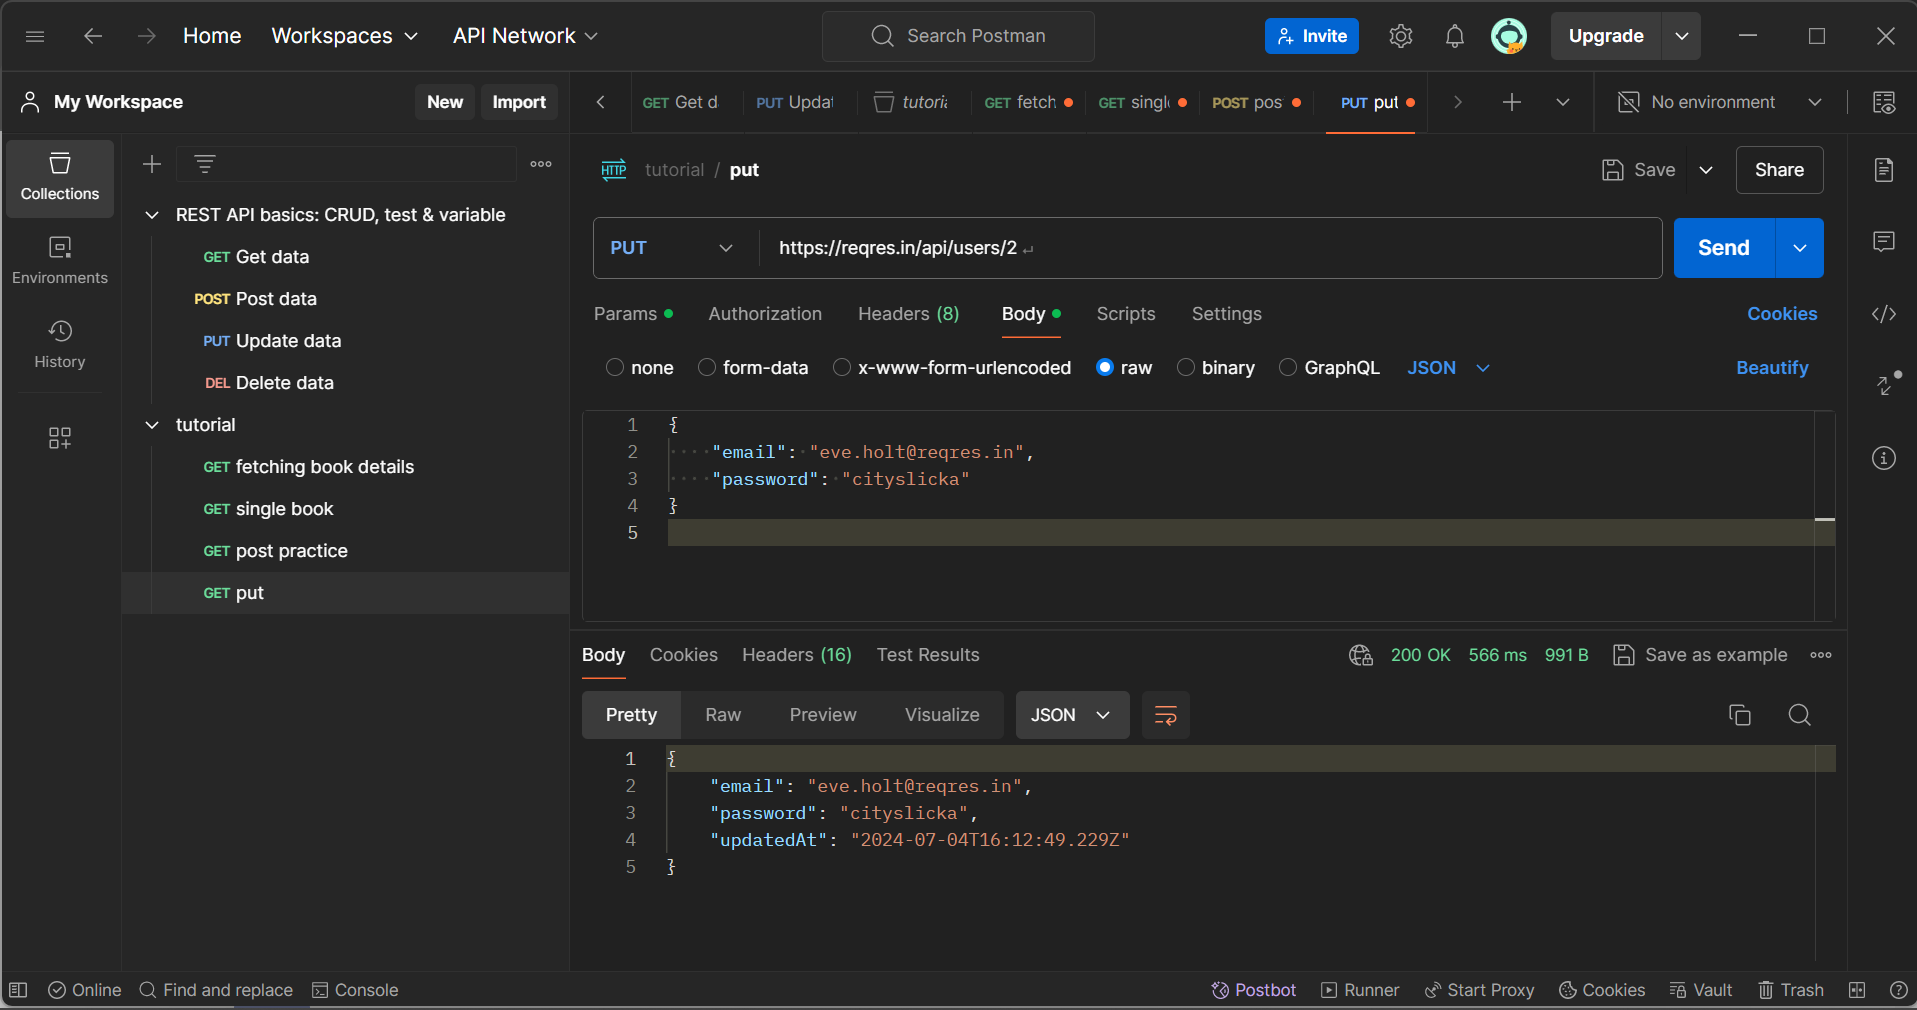 Home Workspaces API Network Search Postman Invite Upgrade
My Workspace New Import GET Get d PUT Updat tutoria GET fetch GET singl POST pos PUT put No environment
Collections
Environments
History
REST API basics: CRUD, test & variable
GET Get data
POST Post data
PUT Update data
DEL Delete data
tutorial
GET fetching book details
GET single book
GET post practice
GET put
HTTP tutorial / put Save Share
PUT https://reqres.in/api/users/2 Send
Params Authorization Headers (8) Body Scripts Settings Cookies
none form-data x-www-form-urlencoded raw binary GraphQL JSON Beautify
1 {
2 "email": "eve.holt@reqres.in",
3 "password": "cityslicka"
4 }
5
Body Cookies Headers (16) Test Results 200 OK 566 ms 991 B Save as example
Pretty Raw Preview Visualize JSON
1 {
2 "email": "eve.holt@reqres.in",
3 "password": "cityslicka",
4 "updatedAt": "2024-07-04T16:12:49.229Z"
5 }
Online Find and replace Console Postbot Runner Start Proxy Cookies Vault Trash